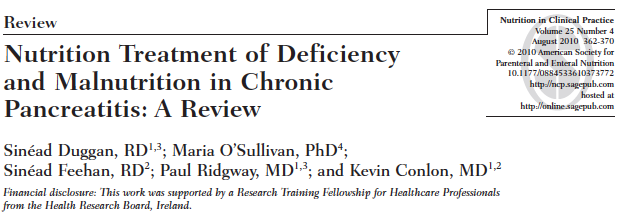 Review
Nutrition Treatment of Deficiency
and Malnutrition in Chronic
Pancreatitis: A Review
Nutrition in Clinical Practice
Volume 25 Number 4
August 2010 362-370
© 2010 American Society for
Parenteral and Enteral Nutrition
10.1177/0884533610373772
http://ncp.sagepub.com
hosted at
http://online.sagepub.com
Sinéad Duggan, RD1,3; Maria O’Sullivan, PhD4;
Sinéad Feehan, RD2; Paul Ridgway, MD1,3; and Kevin Conlon, MD1,2
Financial disclosure: This work was supported by a Research Training Fellowship for Healthcare Professionals
from the Health Research Board, Ireland.